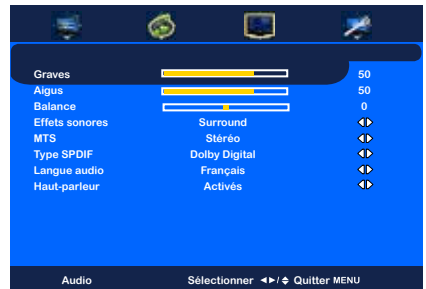 Graves 50
Aigus 50
Balance 0
Effets sonores Surround
MTS Stéréo
Type SPDIF Dolby Digital
Langue audio Français
Haut-parleur Activés
Audio Sélectionner ◄►/ Quitter MENU